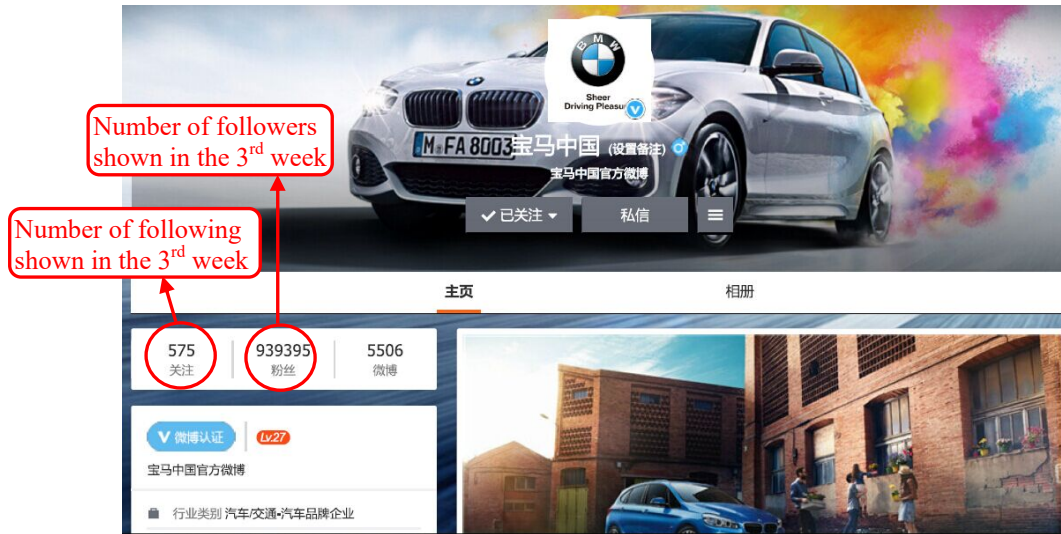 BMW
Sheer
Driving Pleasure
Number of followers
shown in the 3rd week
M FA 8003
宝马中国 (设置备注)
宝马中国官方微博
已关注 私信
Number of following
shown in the 3rd week
主页 相册
575 939395 5506
关注 粉丝 微博
V 微博认证 Lv.27
宝马中国官方微博
行业类别 汽车/交通-汽车品牌企业